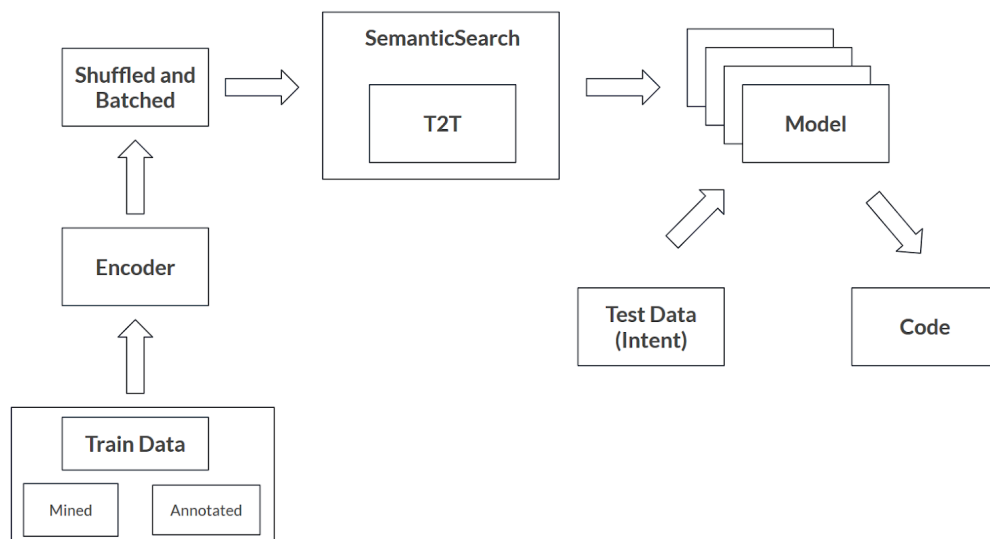 SemanticSearch
Shuffled and
Batched
T2T
Model
Encoder
Test Data
(Intent)
Code
Train Data
Mined
Annotated